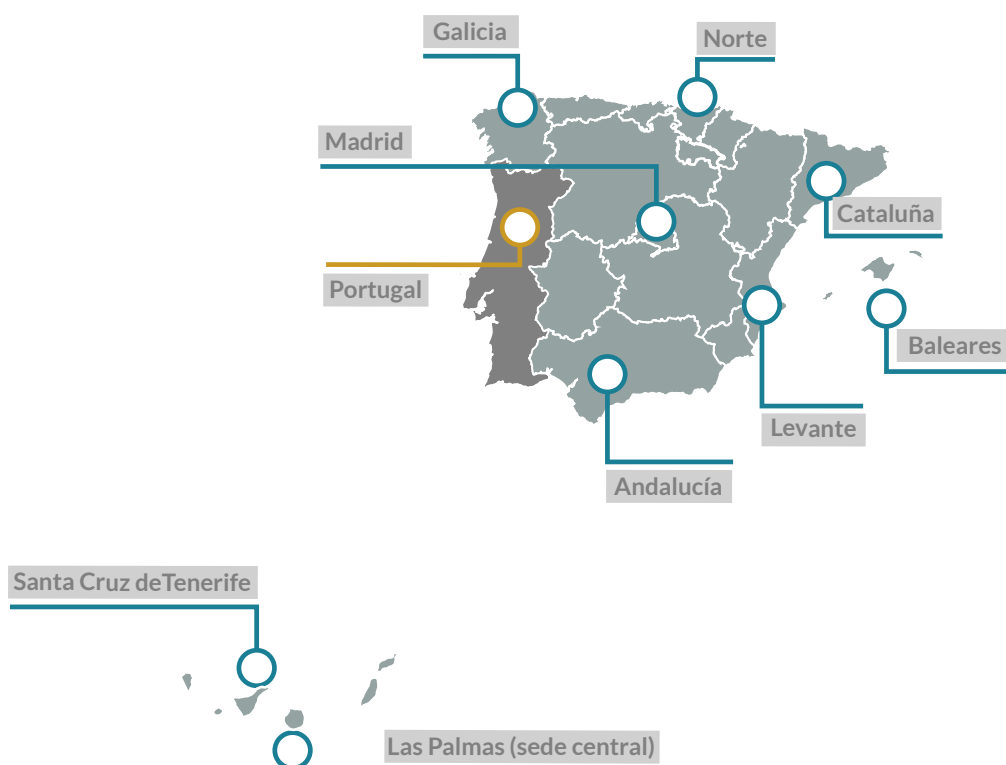 Galicia
Norte
Madrid
Cataluña
Portugal
Baleares
Levante
Andalucía
Santa Cruz deTenerife
Las Palmas (sede central)